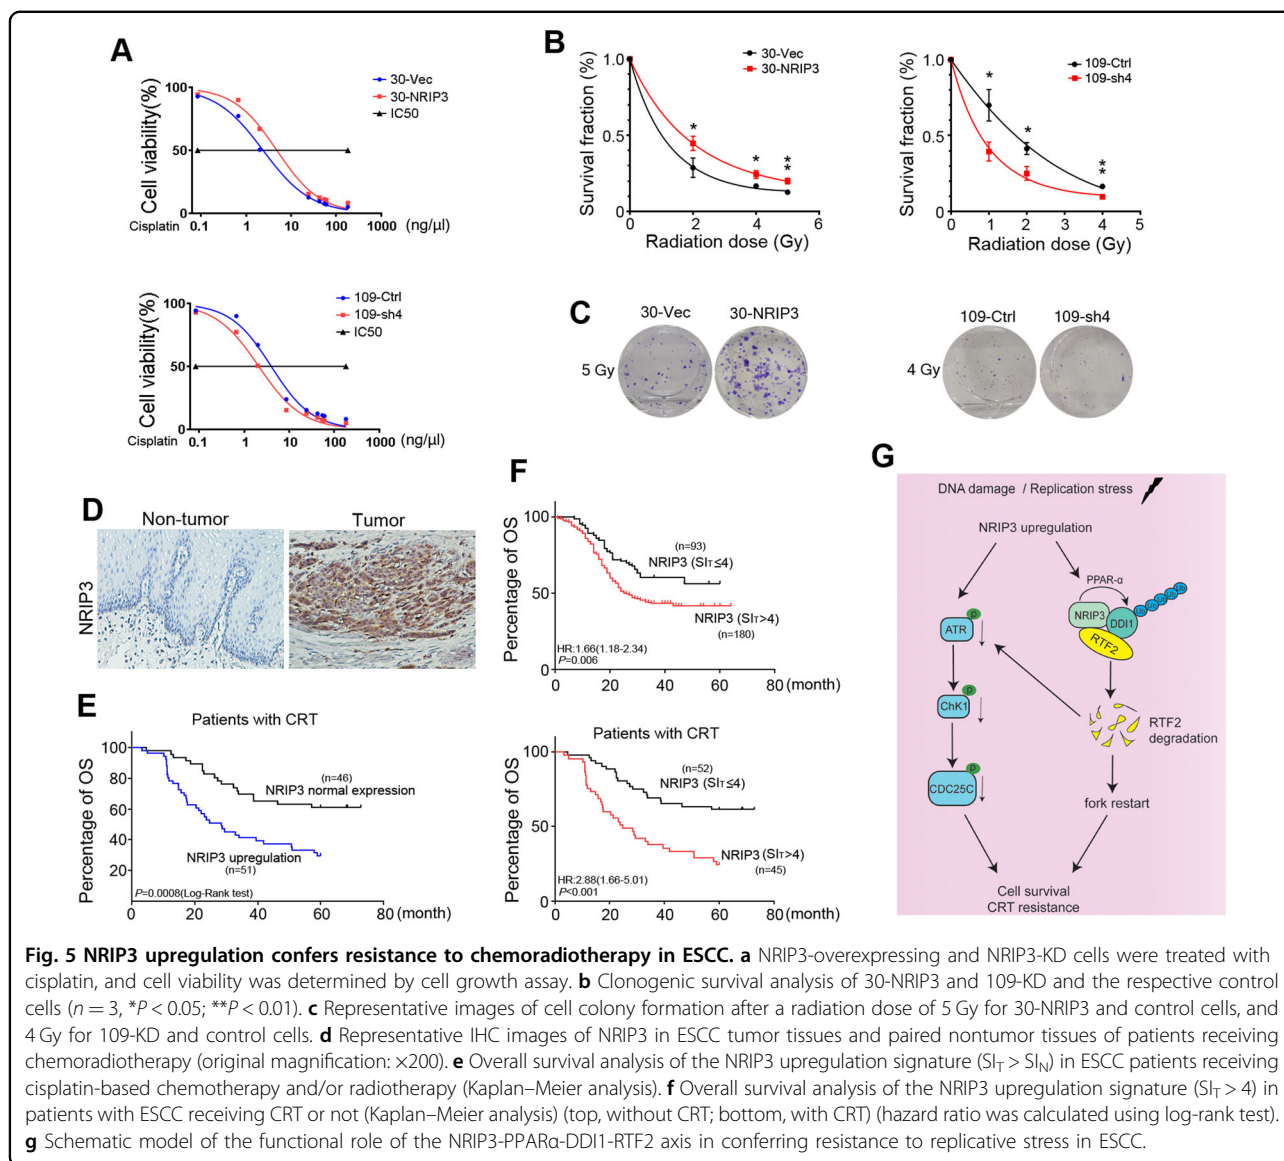 A
Cell viability(%)
100
50
0
Cisplatin
0.1
1
10
100
1000
(ng/µl)
30-Vec
30-NRIP3
IC50
Cell viability(%)
100
50
0
Cisplatin
0.1
1
10
100
1000
(ng/µl)
109-Ctrl
109-sh4
IC50
B
Survival fraction (%)
1.0
0.5
0
0
2
4
6
Radiation dose (Gy)
30-Vec
30-NRIP3
*
*
**
Survival fraction (%)
1.0
0.5
0
0
1
2
3
4
5
Radiation dose (Gy)
109-Ctrl
109-sh4
*
*
**
C
30-Vec
30-NRIP3
5 Gy
109-Ctrl
109-sh4
4 Gy
D
Non-tumor
Tumor
NRIP3
E
Patients with CRT
Percentage of OS
100
80
60
40
20
0
20
40
60
80
(month)
(n=46)
NRIP3 normal expression
NRIP3 upregulation
(n=51)
P=0.0008(Log-Rank test)
F
Percentage of OS
100
50
0
0
20
40
60
80
(month)
(n=93)
NRIP3 (SIT≤4)
NRIP3 (SIT>4)
(n=180)
HR:1.66(1.18-2.34)
P=0.006
Patients with CRT
Percentage of OS
100
50
0
0
20
40
60
80
(month)
(n=52)
NRIP3 (SIT≤4)
NRIP3 (SIT>4)
(n=45)
HR:2.88(1.66-5.01)
P<0.001
G
DNA damage / Replication stress
NRIP3 upregulation
PPAR-α
NRIP3
DDI1
Ub
Ub
Ub
Ub
Ub
RTF2
p
ATR
p
ChK1
p
CDC25C
RTF2
degradation
fork restart
Cell survival
CRT resistance
Fig. 5 NRIP3 upregulation confers resistance to chemoradiotherapy in ESCC. a NRIP3-overexpressing and NRIP3-KD cells were treated with
cisplatin, and cell viability was determined by cell growth assay. b Clonogenic survival analysis of 30-NRIP3 and 109-KD and the respective control
cells (n = 3, *P < 0.05; **P < 0.01). c Representative images of cell colony formation after a radiation dose of 5 Gy for 30-NRIP3 and control cells, and
4 Gy for 109-KD and control cells. d Representative IHC images of NRIP3 in ESCC tumor tissues and paired nontumor tissues of patients receiving
chemoradiotherapy (original magnification: ×200). e Overall survival analysis of the NRIP3 upregulation signature (SIT > SIN) in ESCC patients receiving
cisplatin-based chemotherapy and/or radiotherapy (Kaplan–Meier analysis). f Overall survival analysis of the NRIP3 upregulation signature (SIT > 4) in
patients with ESCC receiving CRT or not (Kaplan–Meier analysis) (top, without CRT; bottom, with CRT) (hazard ratio was calculated using log-rank test).
g Schematic model of the functional role of the NRIP3-PPARα-DDI1-RTF2 axis in conferring resistance to replicative stress in ESCC.